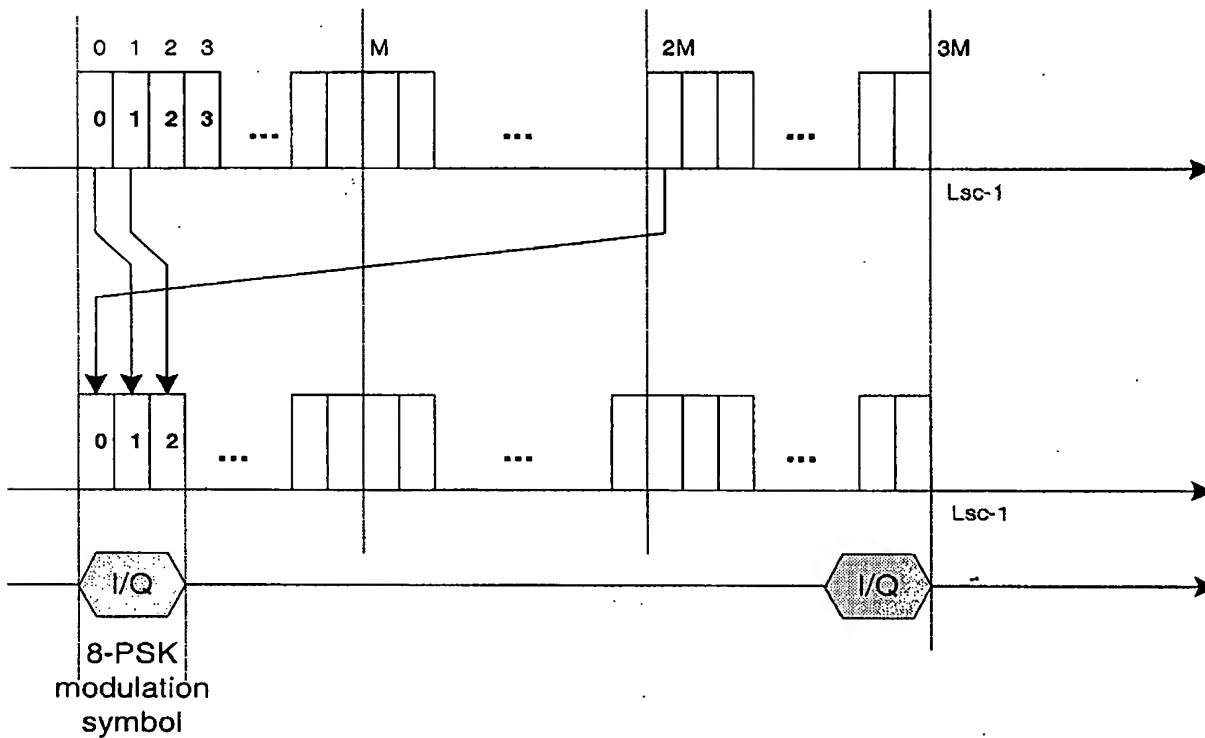 0 1 2 3 M 2M 3M
0 1 2 3 ... ... ...
Lsc-1
0 1 2 ... ... ...
Lsc-1
I/Q I/Q
8-PSK
modulation
symbol